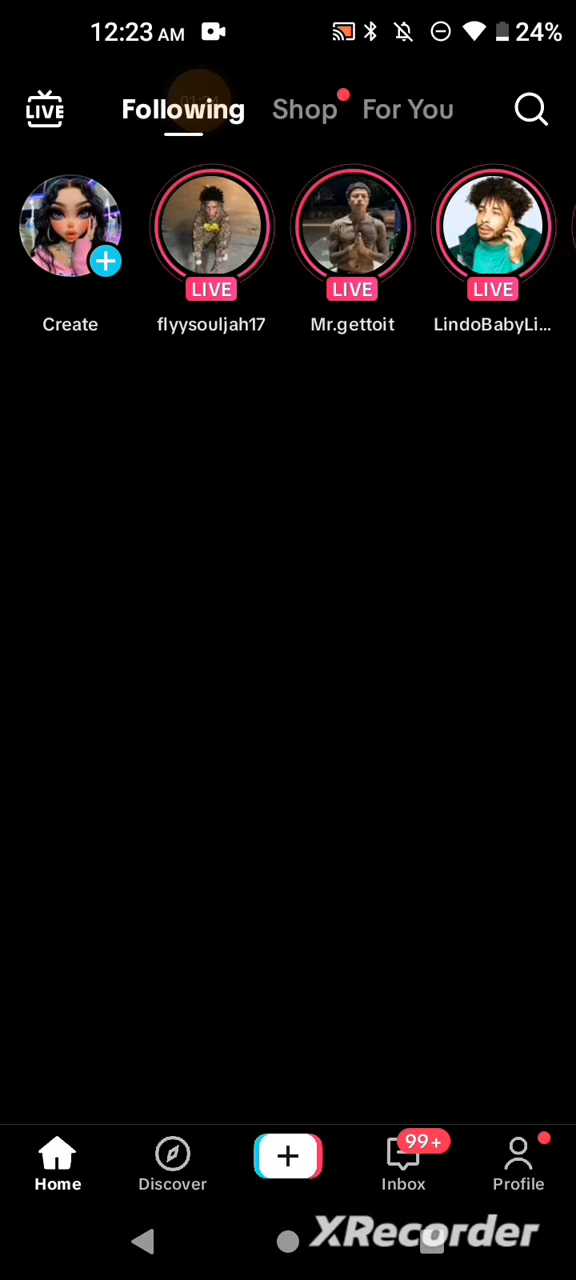 12:23 AM 24%
LIVE Following Shop For You
LIVE LIVE LIVE
Create flyysouljah17 Mr.gettoit LindoBabyLi...
99+
Home Discover Inbox Profile
XRecorder